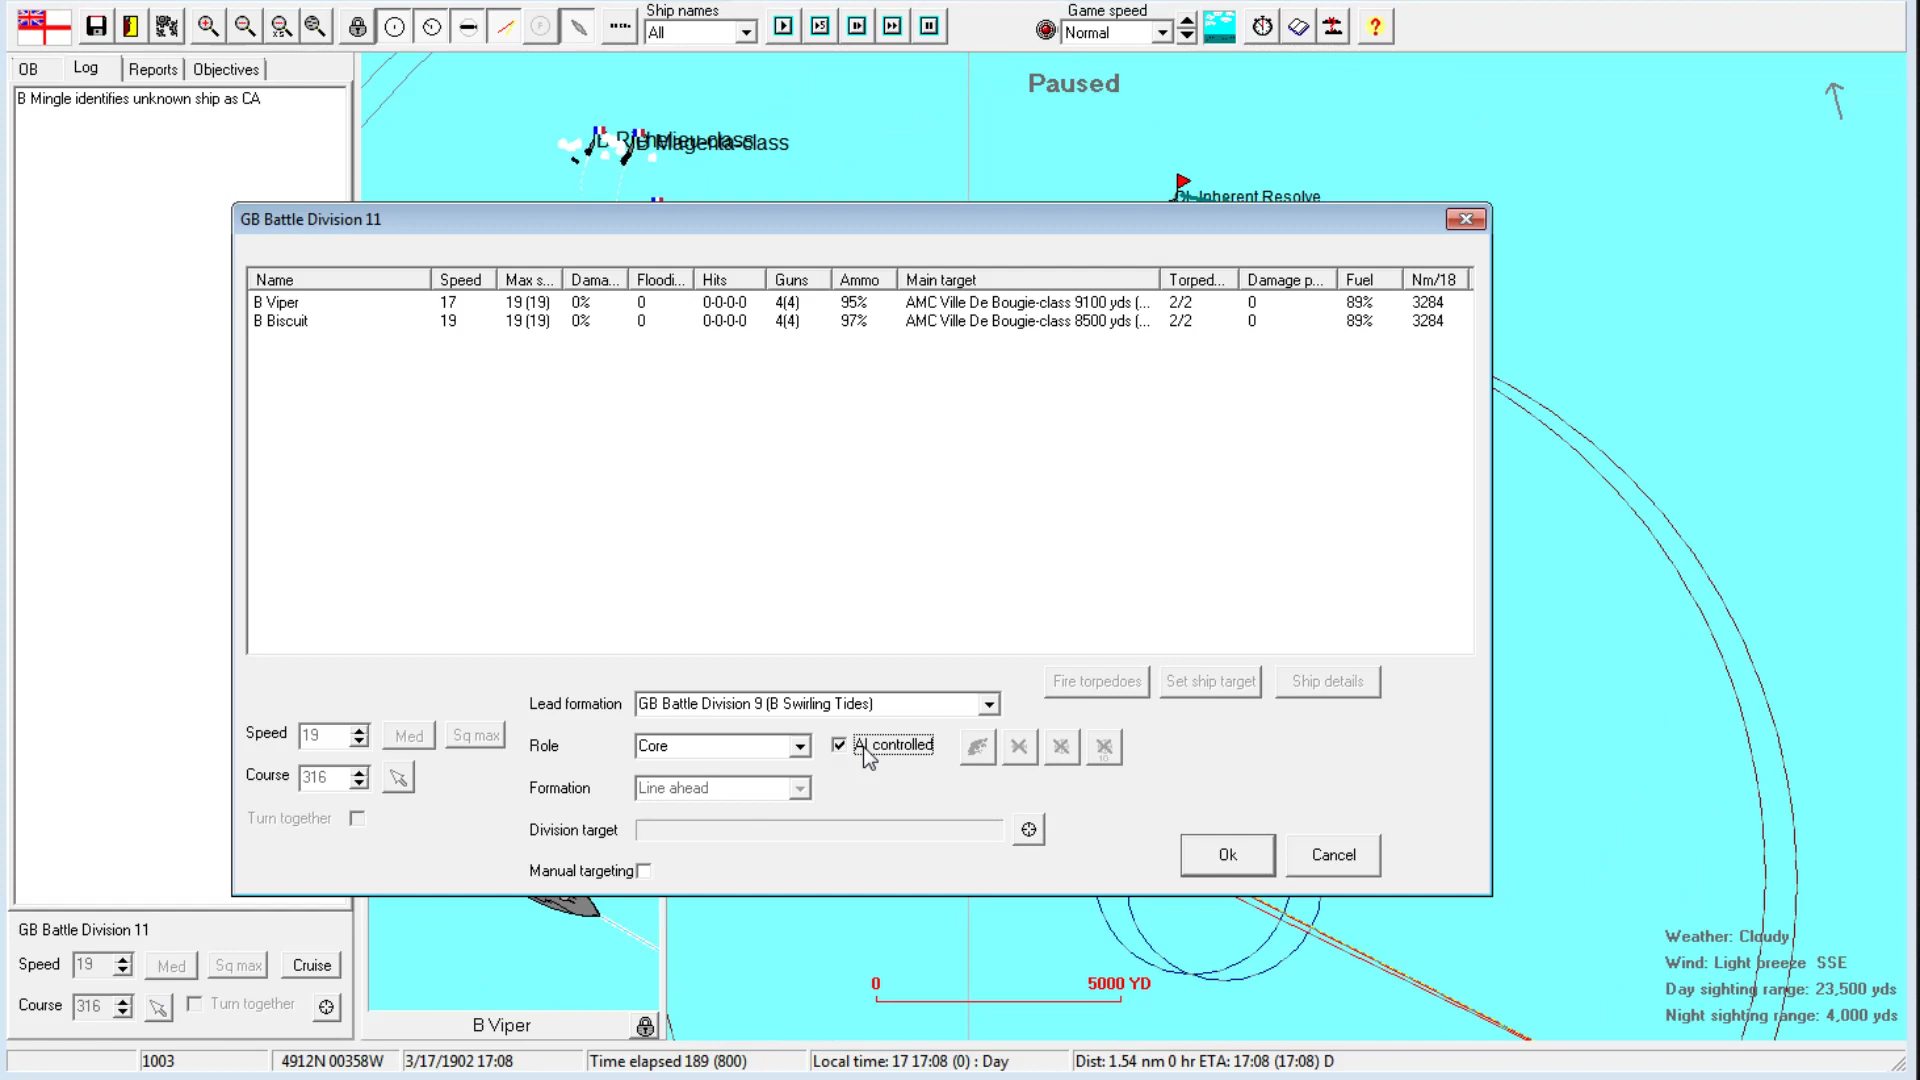 Ship names
Game speed
All
Normal
?
OB
Log
Reports
Objectives
B Mingle identifies unknown ship as CA
Paused
B Richelieu-class
B Magenta-class
CL Inherent Resolve
GB Battle Division 11
Name Speed Max s... Dama... Floodi... Hits Guns Ammo Main target Torped... Damage p... Fuel Nm/18
B Viper 17 19 (19) 0% 0 0-0-0-0 4(4) 95% AMC Ville De Bougie-class 9100 yds (... 2/2 0 89% 3284
B Biscuit 19 19 (19) 0% 0 0-0-0-0 4(4) 97% AMC Ville De Bougie-class 8500 yds (... 2/2 0 89% 3284
Fire torpedoes
Set ship target
Ship details
Lead formation GB Battle Division 9 (B Swirling Tides)
Speed 19 Med Sq max
Role Core AI controlled
Course 316
Formation Line ahead
Turn together
Division target
Manual targeting
Ok
Cancel
GB Battle Division 11
Speed 19 Med Sq max Cruise
Course 316 Turn together
B Viper
0 5000 YD
Weather: Cloudy
Wind: Light breeze SSE
Day sighting range: 23,500 yds
Night sighting range: 4,000 yds
1003 4912N 00358W 3/17/1902 17:08 Time elapsed 189 (800) Local time: 17 17:08 (0) : Day Dist: 1.54 nm 0 hr ETA: 17:08 (17:08) D